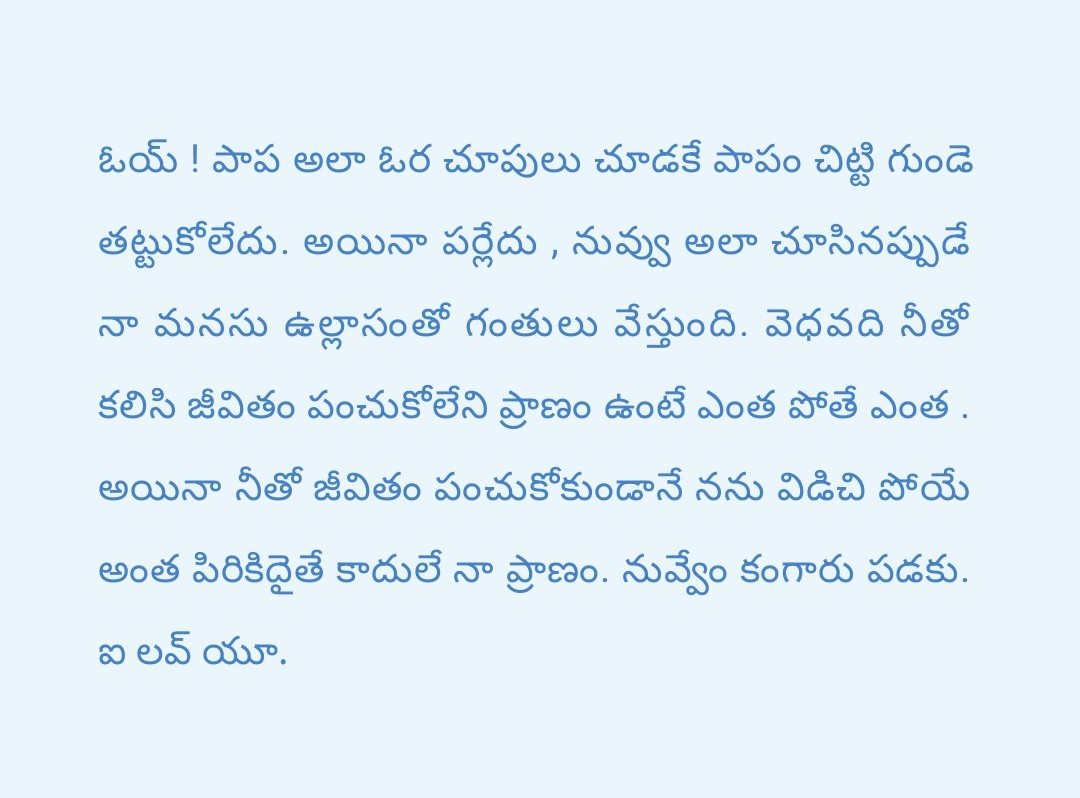 ఓయ్ ! పాప అలా ఓర చూపులు చూడకే పాపం చిట్టి గుండె
తట్టుకోలేదు. అయినా పర్లేదు , నువ్వు అలా చూసినప్పుడే
నా మనసు ఉల్లాసంతో గంతులు వేస్తుంది. వెధవది నీతో
కలిసి జీవితం పంచుకోలేని ప్రాణం ఉంటే ఎంత పోతే ఎంత .
అయినా నీతో జీవితం పంచుకోకుండానే నను విడిచి పోయే
అంత పిరికిదైతే కాదులే నా ప్రాణం. నువ్వేం కంగారు పడకు.
ఐ లవ్ యూ.